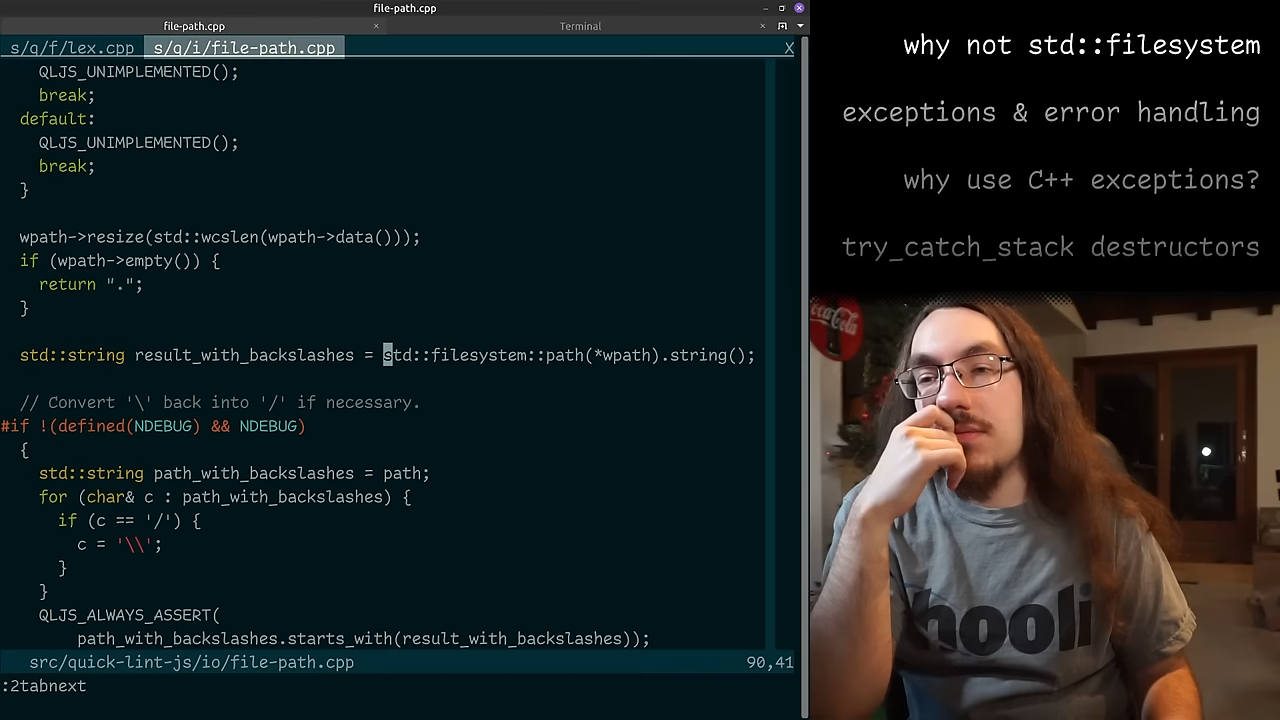 file-path.cpp
file-path.cpp
Terminal
s/q/f/lex.cpp s/q/i/file-path.cpp X
QLJS_UNIMPLEMENTED();
break;
default:
QLJS_UNIMPLEMENTED();
break;
}
wpath->resize(std::wcslen(wpath->data()));
if (wpath->empty()) {
return ".";
}
std::string result_with_backslashes = std::filesystem::path(*wpath).string();
// Convert '\' back into '/' if necessary.
#if !(defined(NDEBUG) && NDEBUG)
{
std::string path_with_backslashes = path;
for (char& c : path_with_backslashes) {
if (c == '/') {
c = '\\';
}
}
QLJS_ALWAYS_ASSERT(
path_with_backslashes.starts_with(result_with_backslashes));
src/quick-lint-js/io/file-path.cpp 90,41
:2tabnext
why not std::filesystem
exceptions & error handling
why use C++ exceptions?
try_catch_stack destructors
Coca-Cola
hooli